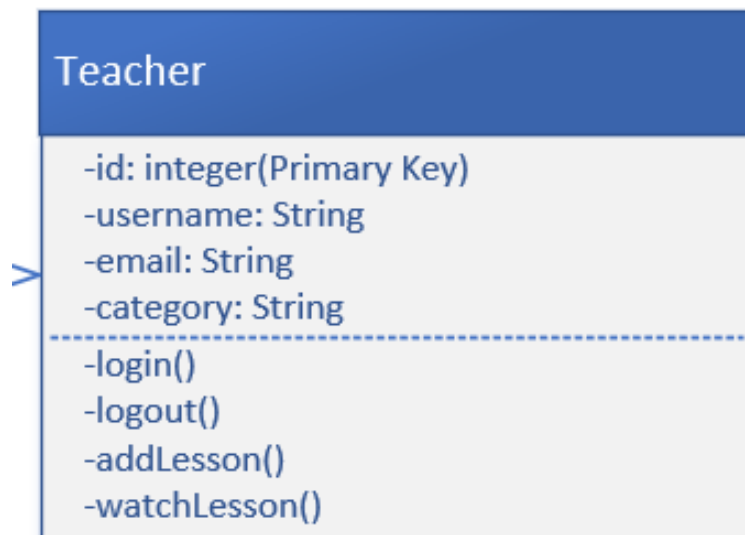 Teacher
-id: integer(Primary Key)
-username: String
-email: String
-category: String
-login()
-logout()
-addLesson()
-watchLesson()